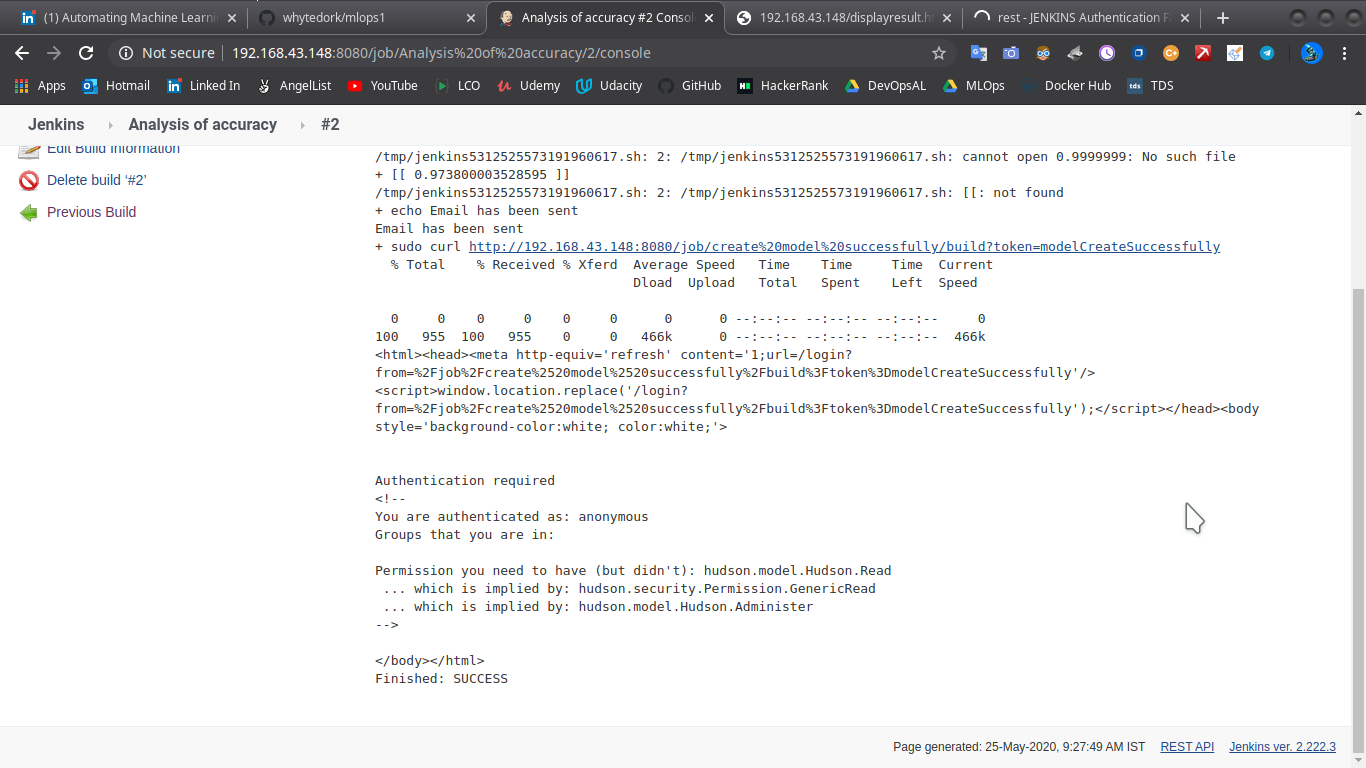 (1) Automating Machine Learni
whytedork/mlops1
Analysis of accuracy #2 Consol
192.168.43.148/displayresult.h
rest - JENKINS Authentication F
Not secure
192.168.43.148:8080/job/Analysis%20of%20accuracy/2/console
Apps
Hotmail
Linked In
AngelList
YouTube
LCO
Udemy
Udacity
GitHub
HackerRank
DevOpsAL
MLOps
Docker Hub
TDS
Jenkins
Analysis of accuracy
#2
Edit Build Information
Delete build ‘#2’
Previous Build
/tmp/jenkins5312525573191960617.sh: 2: /tmp/jenkins5312525573191960617.sh: cannot open 0.9999999: No such file
+ [[ 0.973800003528595 ]]
/tmp/jenkins5312525573191960617.sh: 2: /tmp/jenkins5312525573191960617.sh: [[: not found
+ echo Email has been sent
Email has been sent
+ sudo curl http://192.168.43.148:8080/job/create%20model%20successfully/build?token=modelCreateSuccessfully
% Total % Received % Xferd Average Speed Time Time Time Current
Dload Upload Total Spent Left Speed
0 0 0 0 0 0 0 0 --:--:-- --:--:-- --:--:-- 0
100 955 100 955 0 0 466k 0 --:--:-- --:--:-- --:--:-- 466k
<html><head><meta http-equiv='refresh' content='1;url=/login?
from=%2Fjob%2Fcreate%2520model%2520successfully%2Fbuild%3Ftoken%3DmodelCreateSuccessfully'/>
<script>window.location.replace('/login?
from=%2Fjob%2Fcreate%2520model%2520successfully%2Fbuild%3Ftoken%3DmodelCreateSuccessfully');</script></head><body
style='background-color:white; color:white;'>
Authentication required
<!--
You are authenticated as: anonymous
Groups that you are in:
Permission you need to have (but didn't): hudson.model.Hudson.Read
... which is implied by: hudson.security.Permission.GenericRead
... which is implied by: hudson.model.Hudson.Administer
-->
</body></html>
Finished: SUCCESS
Page generated: 25-May-2020, 9:27:49 AM IST
REST API
Jenkins ver. 2.222.3